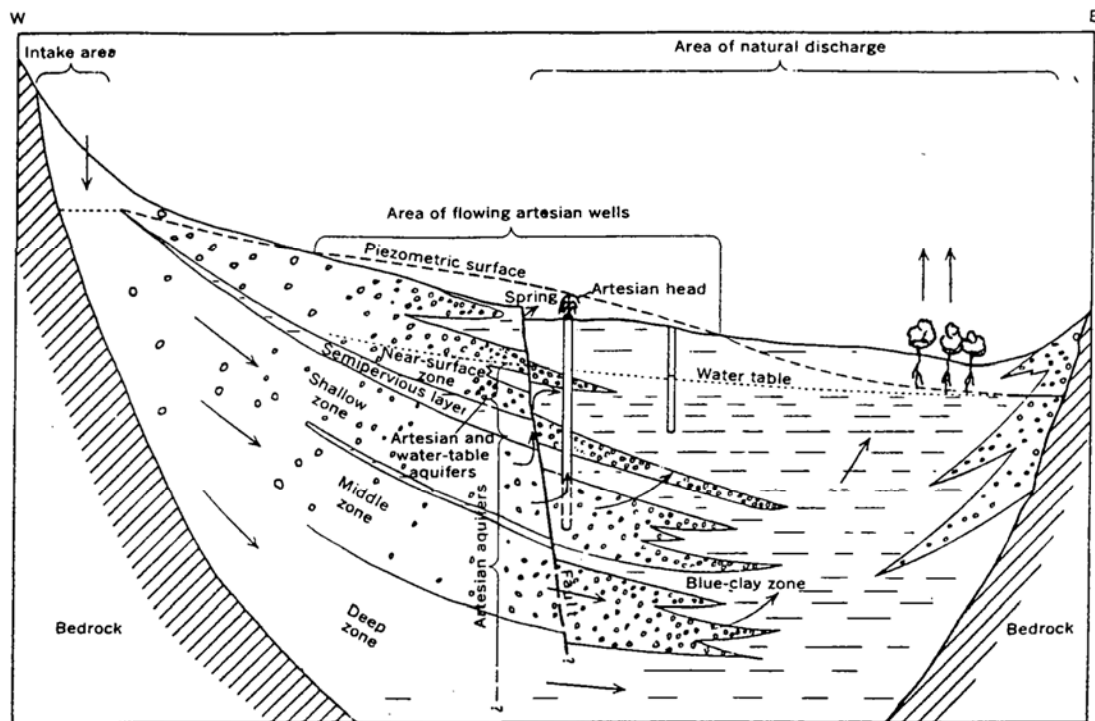 W
E
Intake area
Area of natural discharge
Area of flowing artesian wells
Piezometric surface
Spring
Artesian head
Near-surface
zone
Water table
Semipervious layer
Shallow
zone
Artesian and
water-table
aquifers
Middle
zone
Artesian aquifers
Fault
Blue-clay zone
Deep
zone
Bedrock
Bedrock
?
?